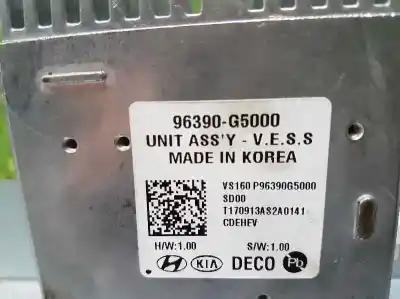 96390-G5000
UNIT ASS'Y - V.E.S.S
MADE IN KOREA
VS160 P96390G5000
SD00
T170913AS2A0141
CDEHEV
H/W:1.00 S/W:1.00
KIA DECO Pb